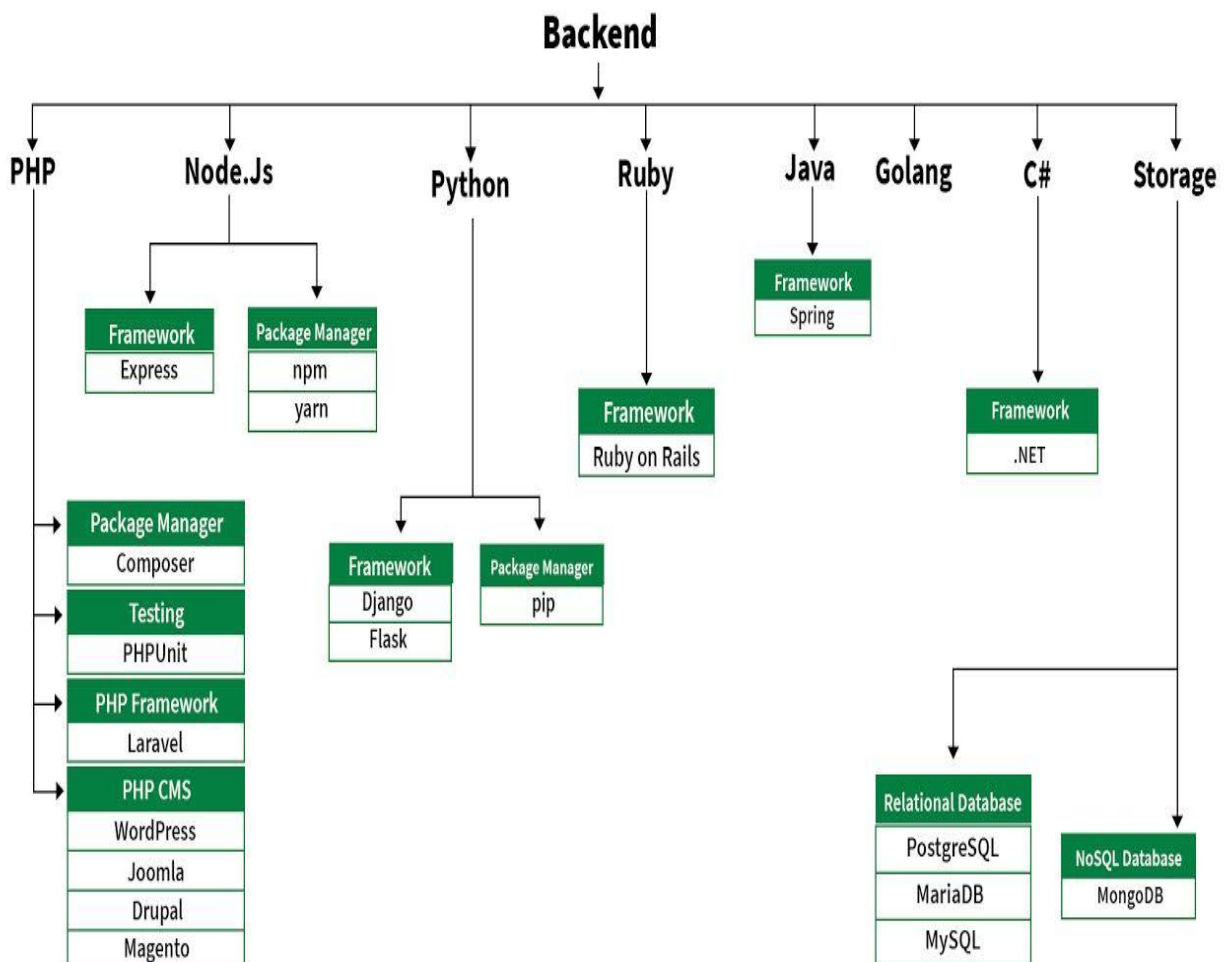 Backend
PHP
Node.Js
Python
Ruby
Java
Golang
C#
Storage
Framework
Express
Package Manager
npm
yarn
Framework
Django
Flask
Package Manager
pip
Framework
Ruby on Rails
Framework
Spring
Framework
.NET
Package Manager
Composer
Testing
PHPUnit
PHP Framework
Laravel
PHP CMS
WordPress
Joomla
Drupal
Magento
Relational Database
PostgreSQL
MariaDB
MySQL
NoSQL Database
MongoDB